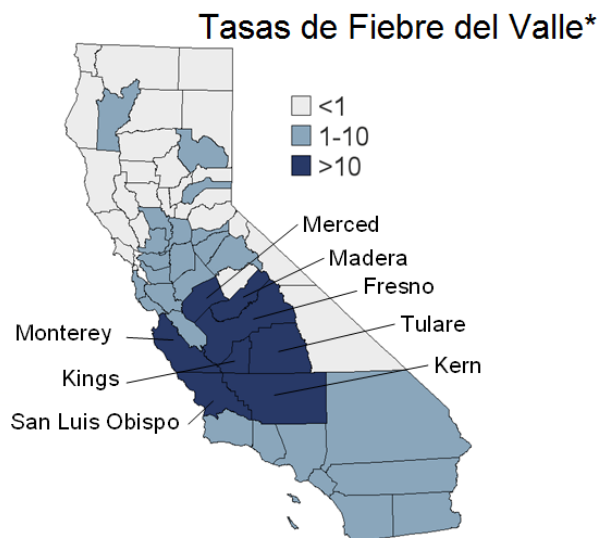 Tasas de Fiebre del Valle*
<1
1-10
>10
Merced
Madera
Fresno
Monterey
Tulare
Kings
Kern
San Luis Obispo